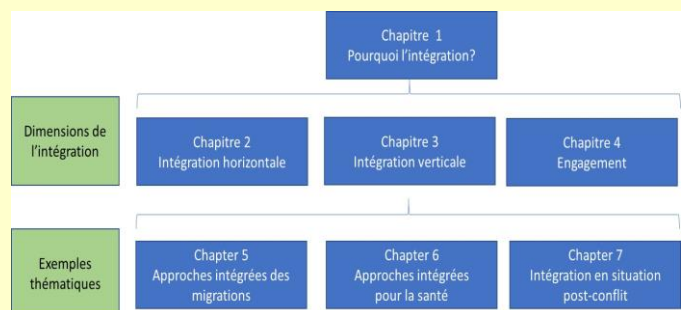 Chapitre 1
Pourquoi l'intégration?
Dimensions de
l'intégration
Chapitre 2
Intégration horizontale
Chapitre 3
Intégration verticale
Chapitre 4
Engagement
Exemples
thématiques
Chapter 5
Approches intégrées des
migrations
Chapter 6
Approches intégrées
pour la santé
Chapter 7
Intégration en situation
post-conflit